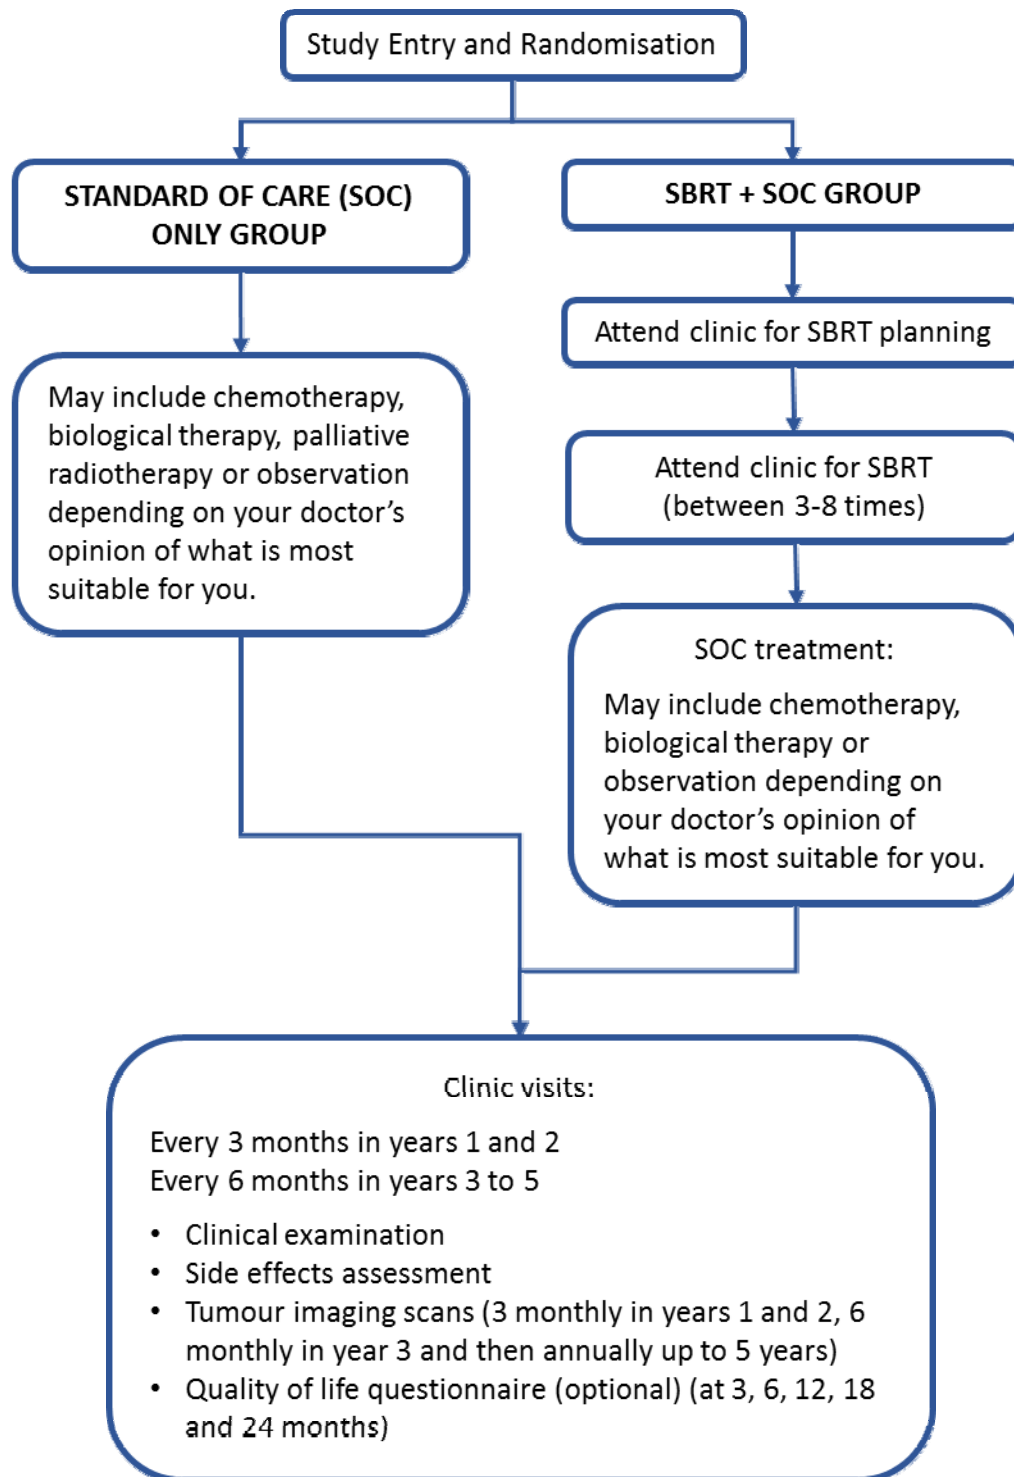 Study Entry and Randomisation
STANDARD OF CARE (SOC)
ONLY GROUP
May include chemotherapy,
biological therapy, palliative
radiotherapy or observation
depending on your doctor’s
opinion of what is most
suitable for you.
SBRT + SOC GROUP
Attend clinic for SBRT planning
Attend clinic for SBRT
(between 3-8 times)
SOC treatment:
May include chemotherapy,
biological therapy or
observation depending on
your doctor’s opinion of
what is most suitable for you.
Clinic visits:
Every 3 months in years 1 and 2
Every 6 months in years 3 to 5
• Clinical examination
• Side effects assessment
• Tumour imaging scans (3 monthly in years 1 and 2, 6
monthly in year 3 and then annually up to 5 years)
• Quality of life questionnaire (optional) (at 3, 6, 12, 18
and 24 months)